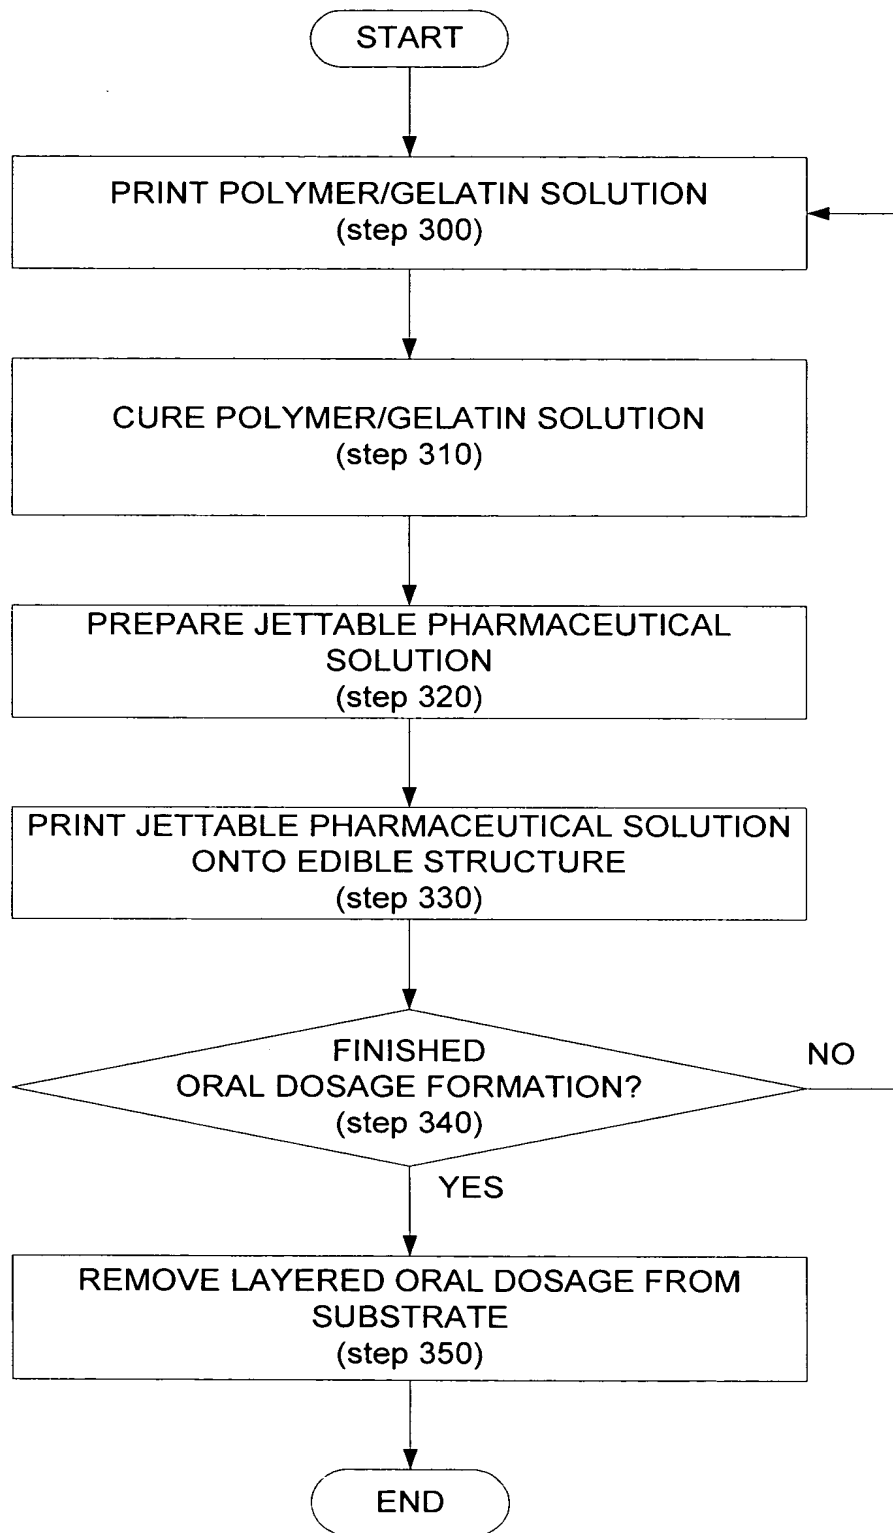 START
PRINT POLYMER/GELATIN SOLUTION
(step 300)
CURE POLYMER/GELATIN SOLUTION
(step 310)
PREPARE JETTABLE PHARMACEUTICAL
SOLUTION
(step 320)
PRINT JETTABLE PHARMACEUTICAL SOLUTION
ONTO EDIBLE STRUCTURE
(step 330)
FINISHED
ORAL DOSAGE FORMATION?
(step 340)
NO
YES
REMOVE LAYERED ORAL DOSAGE FROM
SUBSTRATE
(step 350)
END